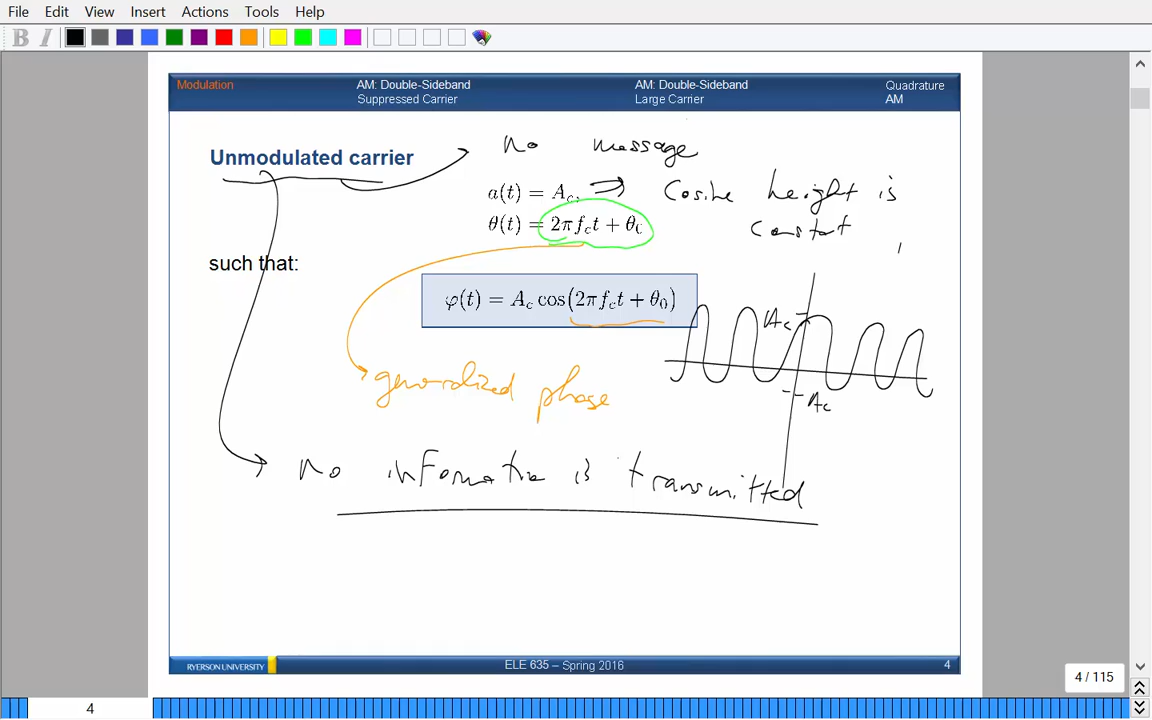 File Edit View Insert Actions Tools Help
B I
Modulation AM: Double-Sideband AM: Double-Sideband Quadrature
Suppressed Carrier Large Carrier AM
Unmodulated carrier No message
a(t) = A_c, ⇒ Cosine height is
θ(t) = 2πf_ct + θ_0 constant
such that:
φ(t) = A_c cos(2πf_ct + θ_0)
A_c
-A_c
generalized phase
No informatin is transmitted
RYERSON UNIVERSITY ELE 635 – Spring 2016 4
4 / 115
4